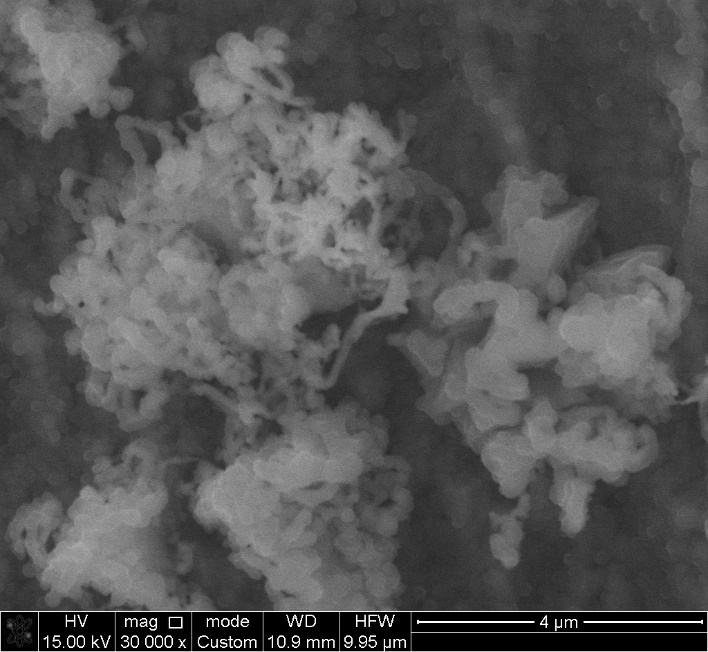 HV mag □ mode WD HFW 4 µm
15.00 kV 30 000 x Custom 10.9 mm 9.95 µm